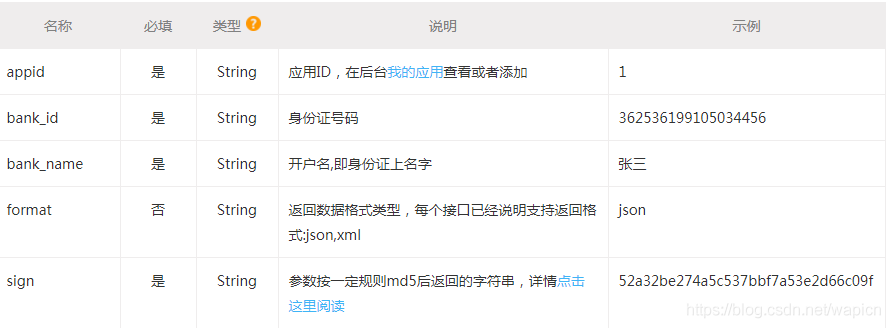 名称 必填 类型 ? 说明 示例
appid 是 String 应用ID，在后台我的应用查看或者添加 1
bank_id 是 String 身份证号码 362536199105034456
bank_name 是 String 开户名,即身份证上名字 张三
format 否 String 返回数据格式类型，每个接口已经说明支持返回格 json
式:json,xml
sign 是 String 参数按一定规则md5后返回的字符串，详情点击 52a32be274a5c537bbf7a53e2d66c09f
这里阅读
https://blog.csdn.net/wapicn